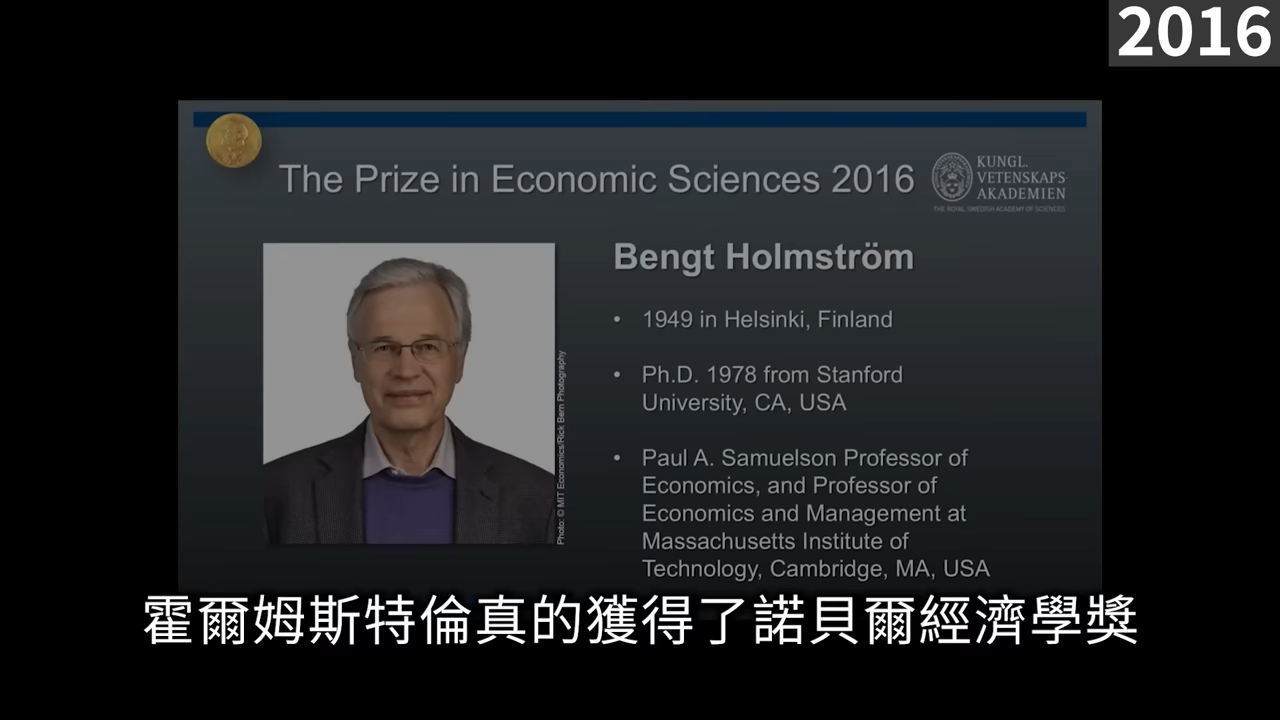 2016
The Prize in Economic Sciences 2016
KUNGL.
VETENSKAPS-
AKADEMIEN
THE ROYAL SWEDISH ACADEMY OF SCIENCES
Bengt Holmström
• 1949 in Helsinki, Finland
• Ph.D. 1978 from Stanford
University, CA, USA
• Paul A. Samuelson Professor of
Economics, and Professor of
Economics and Management at
Massachusetts Institute of
Technology, Cambridge, MA, USA
Photo: © MIT Economics/Rick Bern Photography
霍爾姆斯特倫真的獲得了諾貝爾經濟學獎